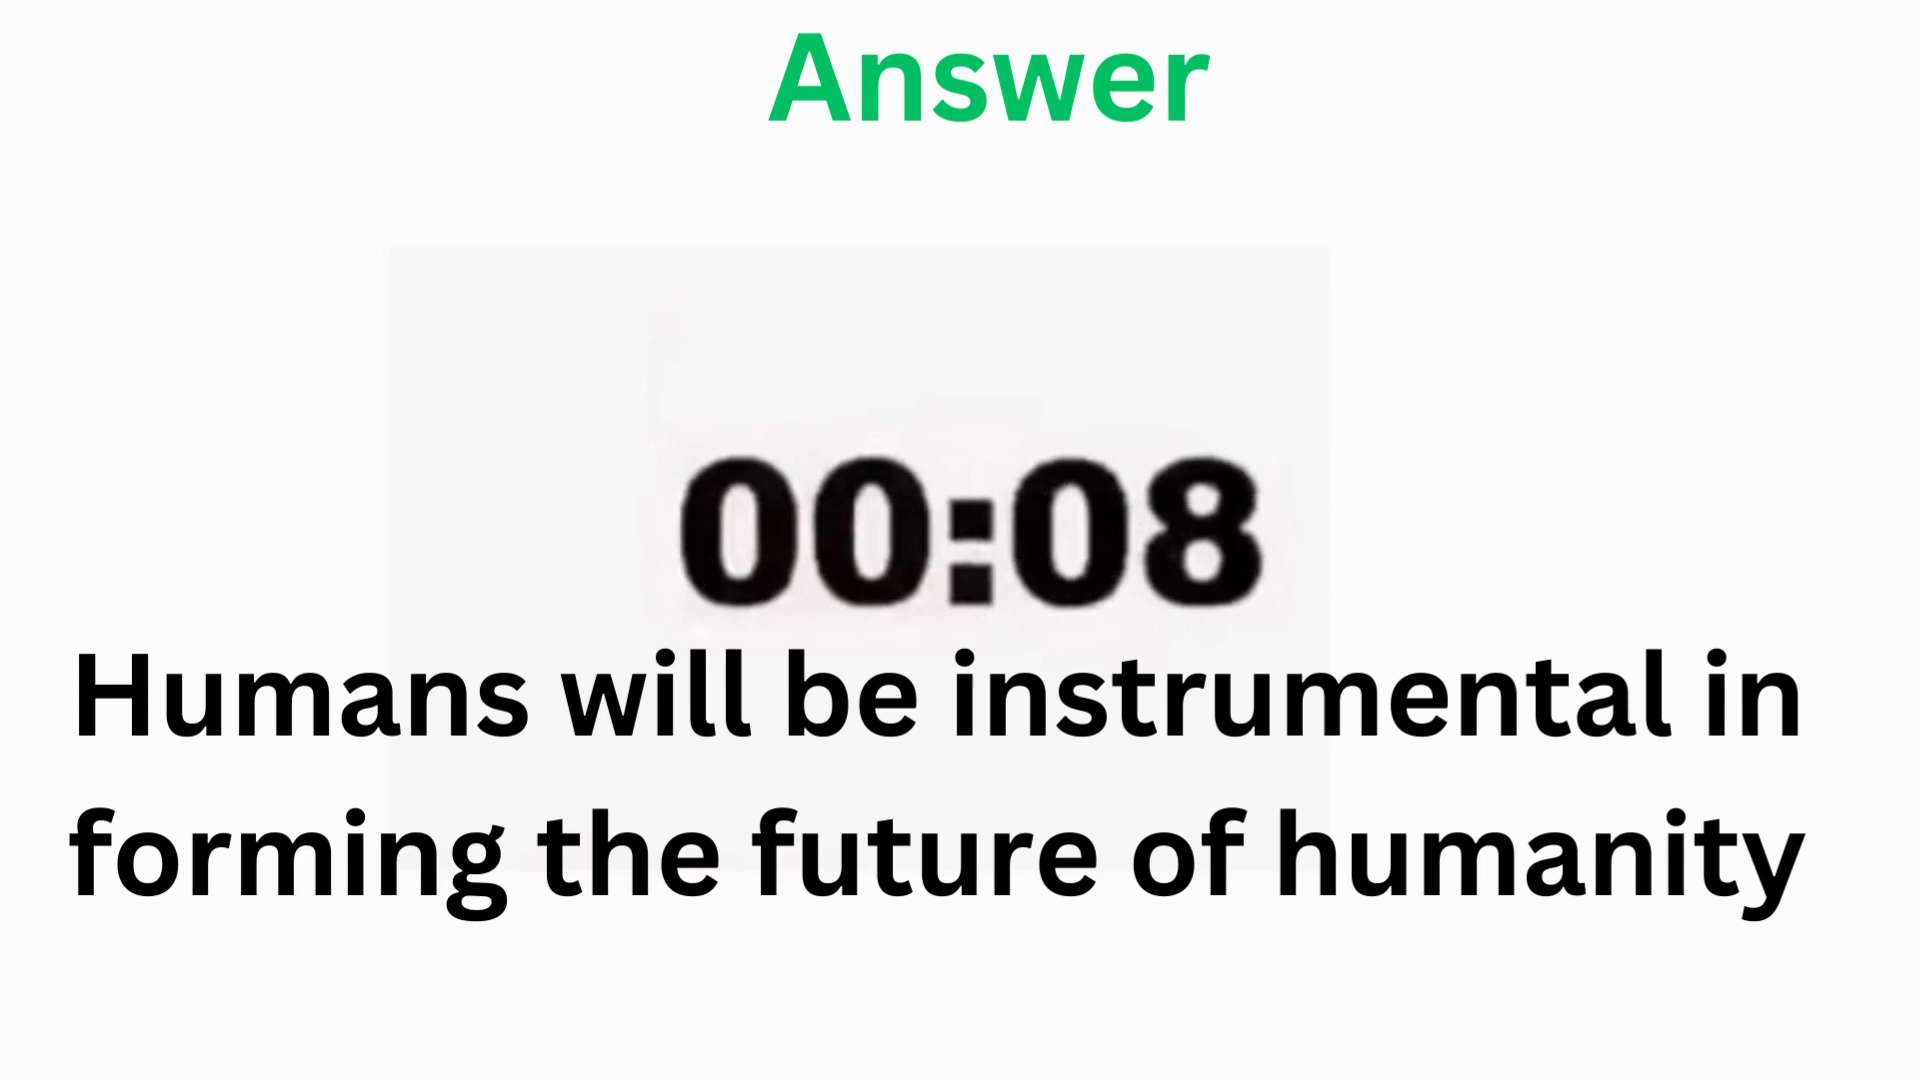 Answer
00:08
Humans will be instrumental in
forming the future of humanity